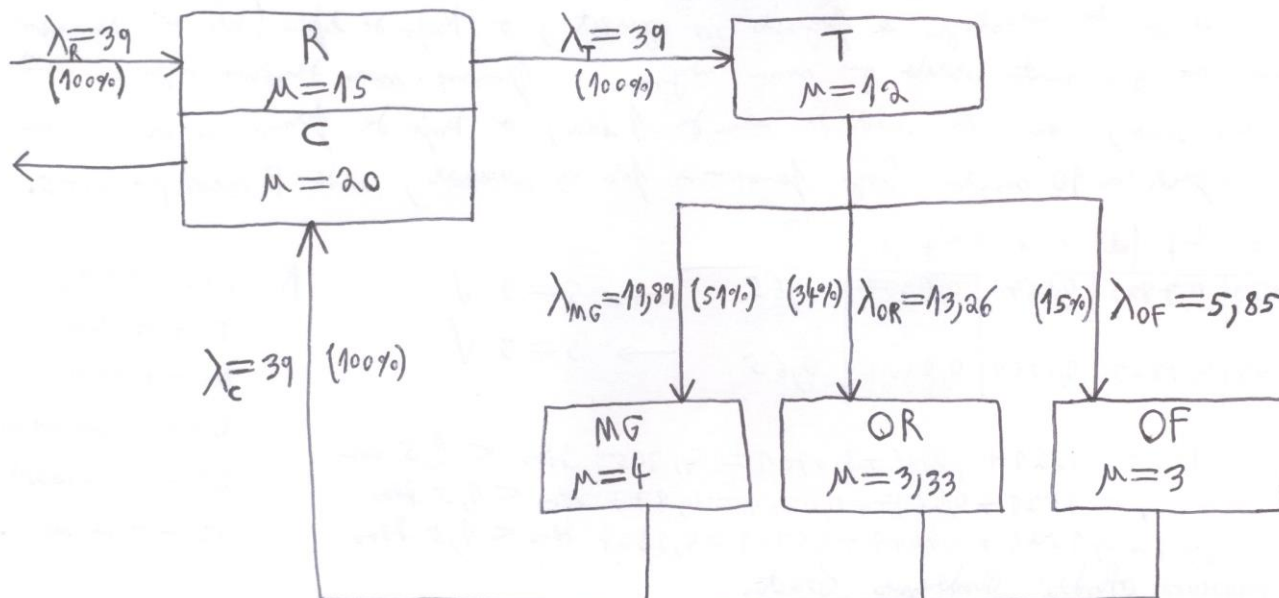 λR=39
(100%)
R
μ=15
C
μ=20
λT=39
(100%)
T
μ=12
λMG=19,89 (51%)
(34%) λOR=13,26
(15%) λOF=5,85
λC=39 (100%)
MG
μ=4
OR
μ=3,33
OF
μ=3